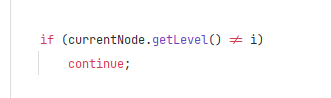 if (currentNode.getLevel() ≠ i)
continue;